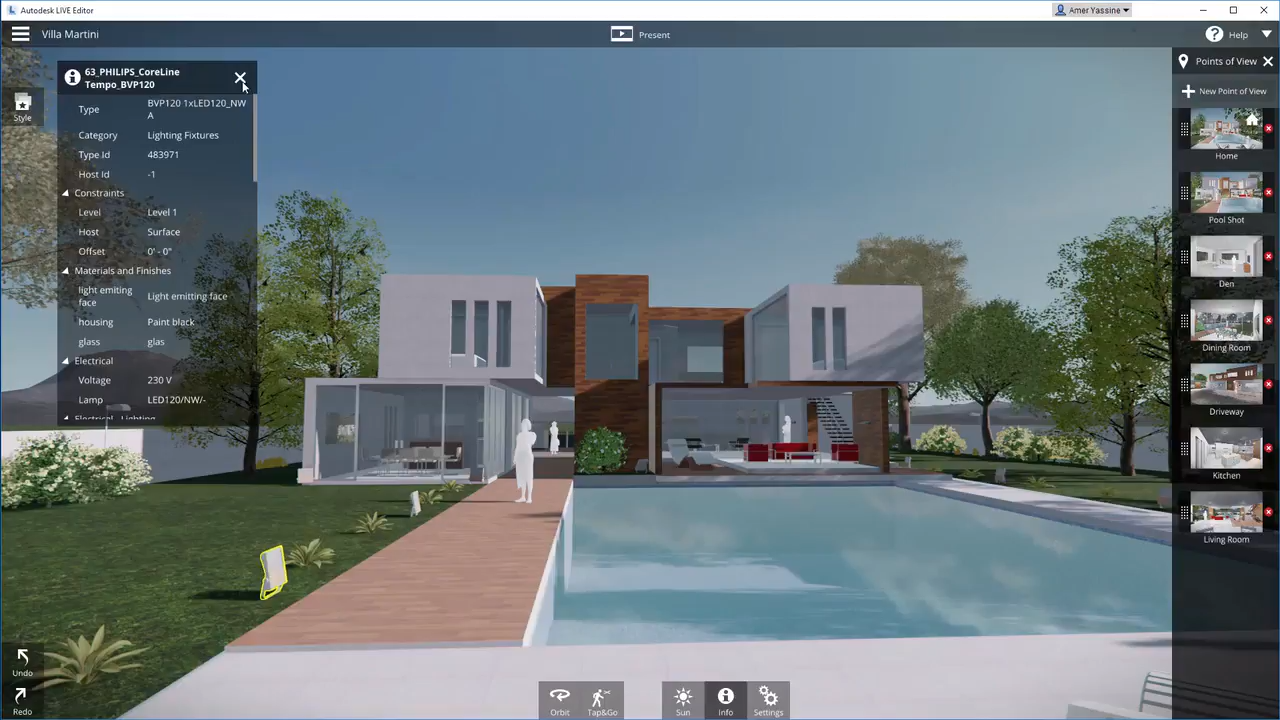 Autodesk LIVE Editor
Amer Yassine
Villa Martini
Present
Help
63_PHILIPS_CoreLine
Tempo_BVP120
Type BVP120 1xLED120_NW
A
Category Lighting Fixtures
Type Id 483971
Host Id -1
Constraints
Level Level 1
Host Surface
Offset 0' - 0"
Materials and Finishes
light emiting
face Light emitting face
housing Paint black
glass glas
Electrical
Voltage 230 V
Lamp LED120/NW/-
Electrical - Lighting
Style
Undo
Redo
Points of View
New Point of View
Home
Pool Shot
Den
Dining Room
Driveway
Kitchen
Living Room
Orbit
Tap&Go
Sun
Info
Settings